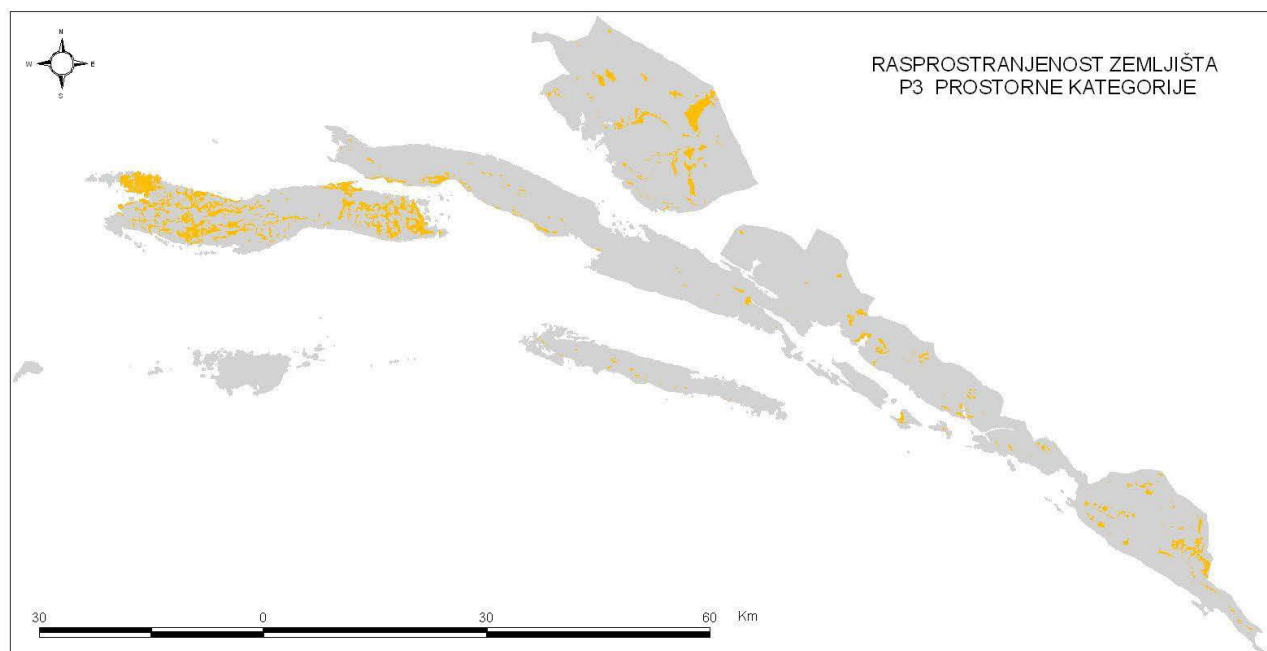 N
W E
S
RASPROSTRANJENOST ZEMLJIŠTA
P3 PROSTORNE KATEGORIJE
30 0 30 60 Km